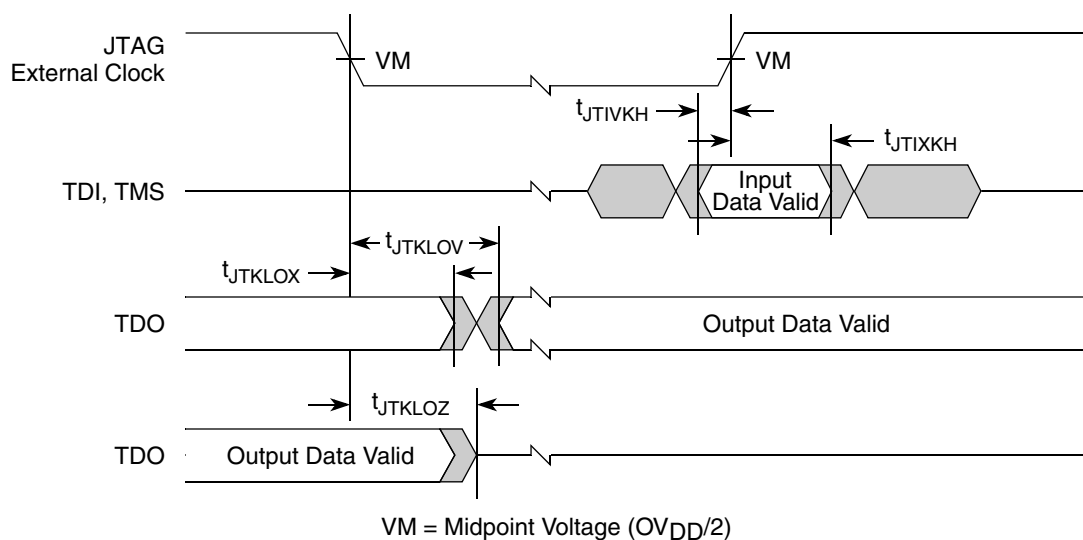 JTAG
External Clock
VM
VM
tJTIVKH
tJTIXKH
TDI, TMS
Input
Data Valid
tJTKLOV
tJTKLOX
TDO
Output Data Valid
tJTKLOZ
TDO
Output Data Valid
VM = Midpoint Voltage (OVDD/2)